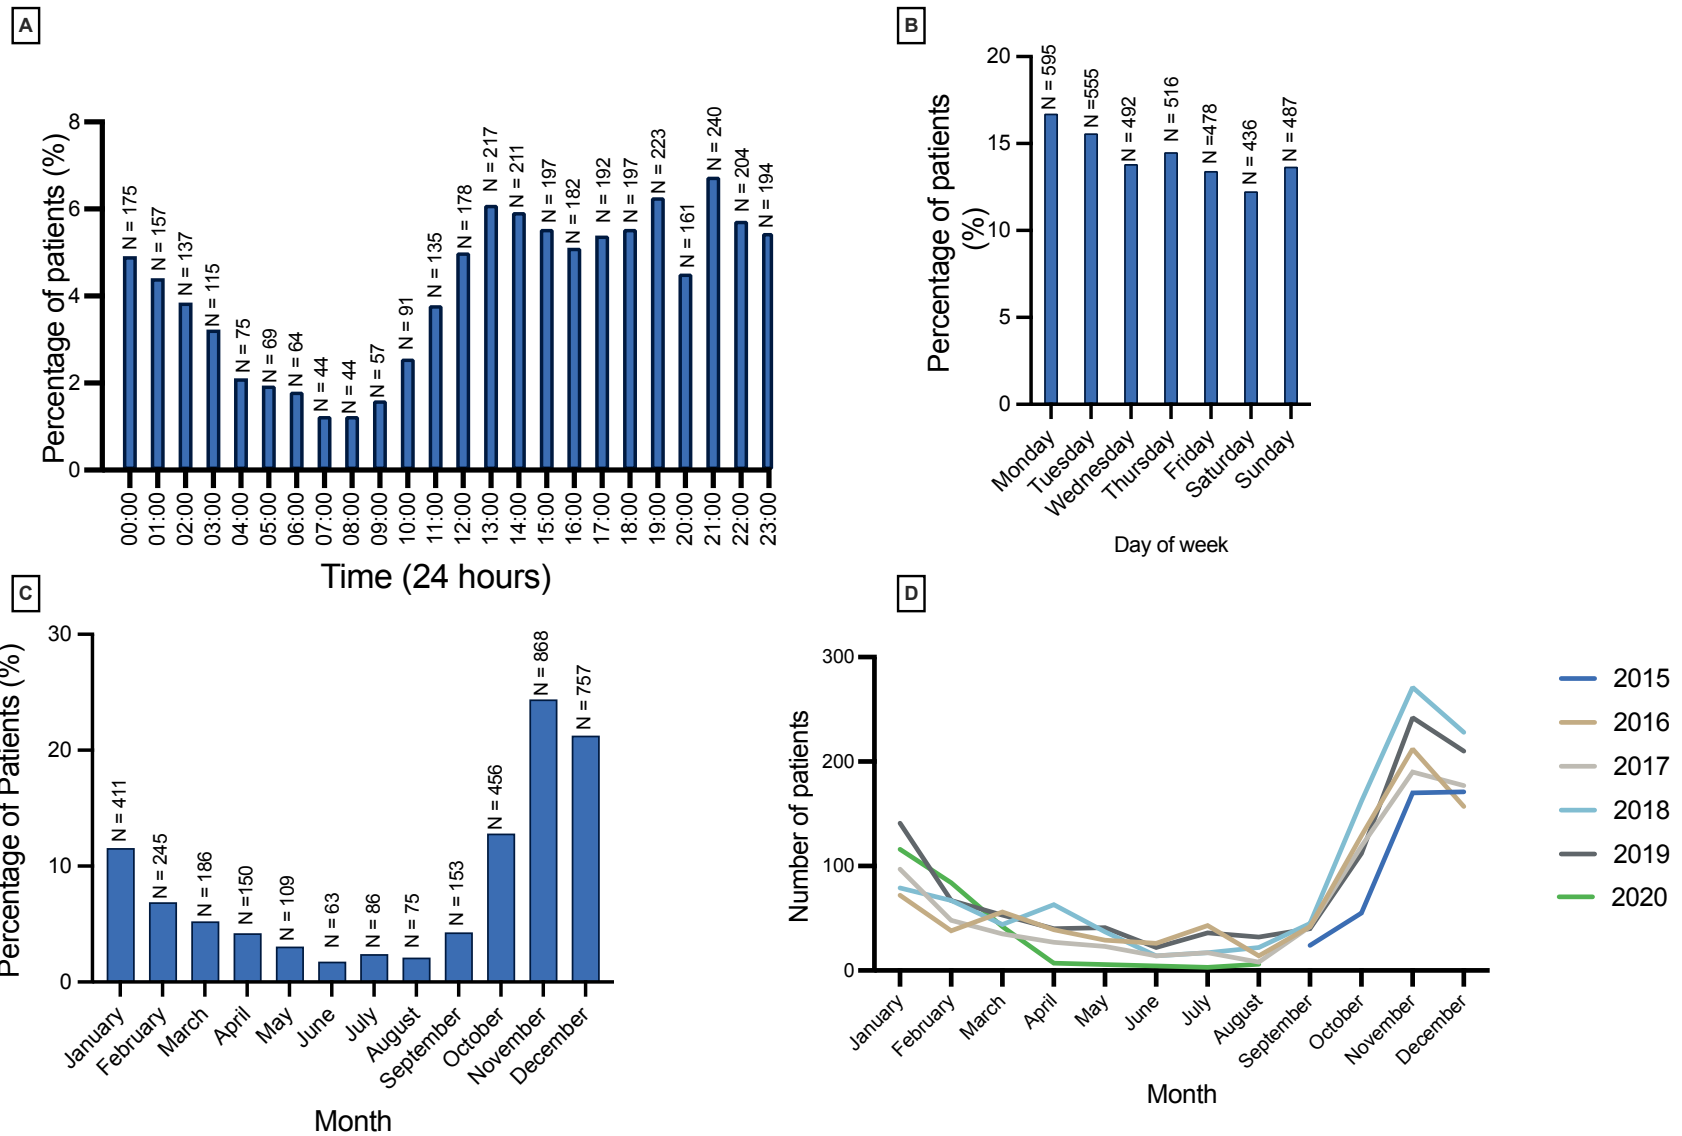 A
Percentage of patients (%)
8
6
4
2
0
N = 175
N = 157
N = 137
N = 115
N = 75
N = 69
N = 64
N = 44
N = 44
N = 57
N = 91
N = 135
N = 178
N = 217
N = 211
N = 197
N = 182
N = 192
N = 197
N = 223
N = 161
N = 240
N = 204
N = 194
00:00
01:00
02:00
03:00
04:00
05:00
06:00
07:00
08:00
09:00
10:00
11:00
12:00
13:00
14:00
15:00
16:00
17:00
18:00
19:00
20:00
21:00
22:00
23:00
Time (24 hours)
B
Percentage of patients
(%)
20
15
10
5
0
N = 595
N =555
N = 492
N = 516
N =478
N = 436
N = 487
Monday
Tuesday
Wednesday
Thursday
Friday
Saturday
Sunday
Day of week
C
Percentage of Patients (%)
30
20
10
0
N = 411
N = 245
N = 186
N =150
N = 109
N = 63
N = 86
N = 75
N = 153
N = 456
N = 868
N = 757
January
February
March
April
May
June
July
August
September
October
November
December
Month
D
Number of patients
300
200
100
0
January
February
March
April
May
June
July
August
September
October
November
December
Month
2015
2016
2017
2018
2019
2020